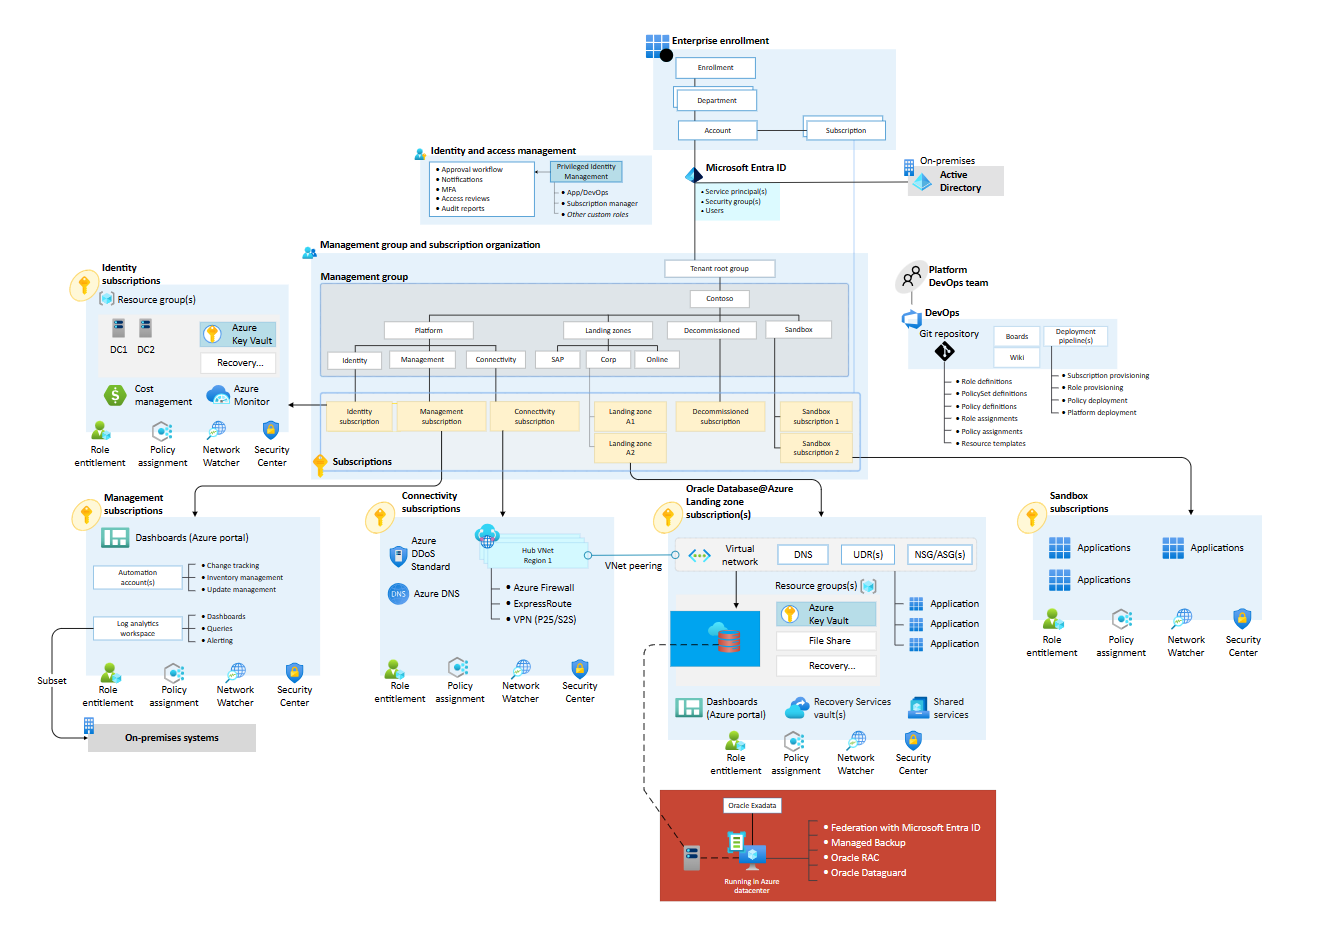 Enterprise enrollment
Enrollment
Department
Account
Subscription
Identity and access management
• Approval workflow
• Notifications
• MFA
• Access reviews
• Audit reports
Privileged Identity
Management
• App/DevOps
• Subscription manager
• Other custom roles
Microsoft Entra ID
• Service principal(s)
• Security group(s)
• Users
On-premises
Active
Directory
Management group and subscription organization
Management group
Tenant root group
Contoso
Platform
Landing zones
Decommissioned
Sandbox
Identity
Management
Connectivity
SAP
Corp
Online
Identity
subscription
Management
subscription
Connectivity
subscription
Landing zone
A1
Landing zone
A2
Decommissioned
subscription
Sandbox
subscription 1
Sandbox
subscription 2
Subscriptions
Identity
subscriptions
Resource group(s)
DC1
DC2
Azure
Key Vault
Recovery...
Cost
management
Azure
Monitor
Role
entitlement
Policy
assignment
Network
Watcher
Security
Center
Platform
DevOps team
DevOps
Git repository
Boards
Wiki
Deployment
pipeline(s)
• Role definitions
• PolicySet definitions
• Policy definitions
• Role assignments
• Policy assignments
• Resource templates
• Subscription provisioning
• Role provisioning
• Policy deployment
• Platform deployment
Management
subscriptions
Dashboards (Azure portal)
Automation
account(s)
• Change tracking
• Inventory management
• Update management
Log analytics
workspace
• Dashboards
• Queries
• Alerting
Subset
Role
entitlement
Policy
assignment
Network
Watcher
Security
Center
On-premises systems
Connectivity
subscriptions
Azure
DDoS
Standard
DNS
Azure DNS
Hub VNet
Region 1
• Azure Firewall
• ExpressRoute
• VPN (P25/S2S)
VNet peering
Role
entitlement
Policy
assignment
Network
Watcher
Security
Center
Oracle Database@Azure
Landing zone
subscription(s)
Virtual
network
DNS
UDR(s)
NSG/ASG(s)
Resource groups(s)
Azure
Key Vault
File Share
Recovery...
Application
Application
Application
Dashboards
(Azure portal)
Recovery Services
vault(s)
Shared
services
Role
entitlement
Policy
assignment
Network
Watcher
Security
Center
Sandbox
subscriptions
Applications
Applications
Applications
Role
entitlement
Policy
assignment
Network
Watcher
Security
Center
Oracle Exadata
Running in Azure
datacenter
• Federation with Microsoft Entra ID
• Managed Backup
• Oracle RAC
• Oracle Dataguard